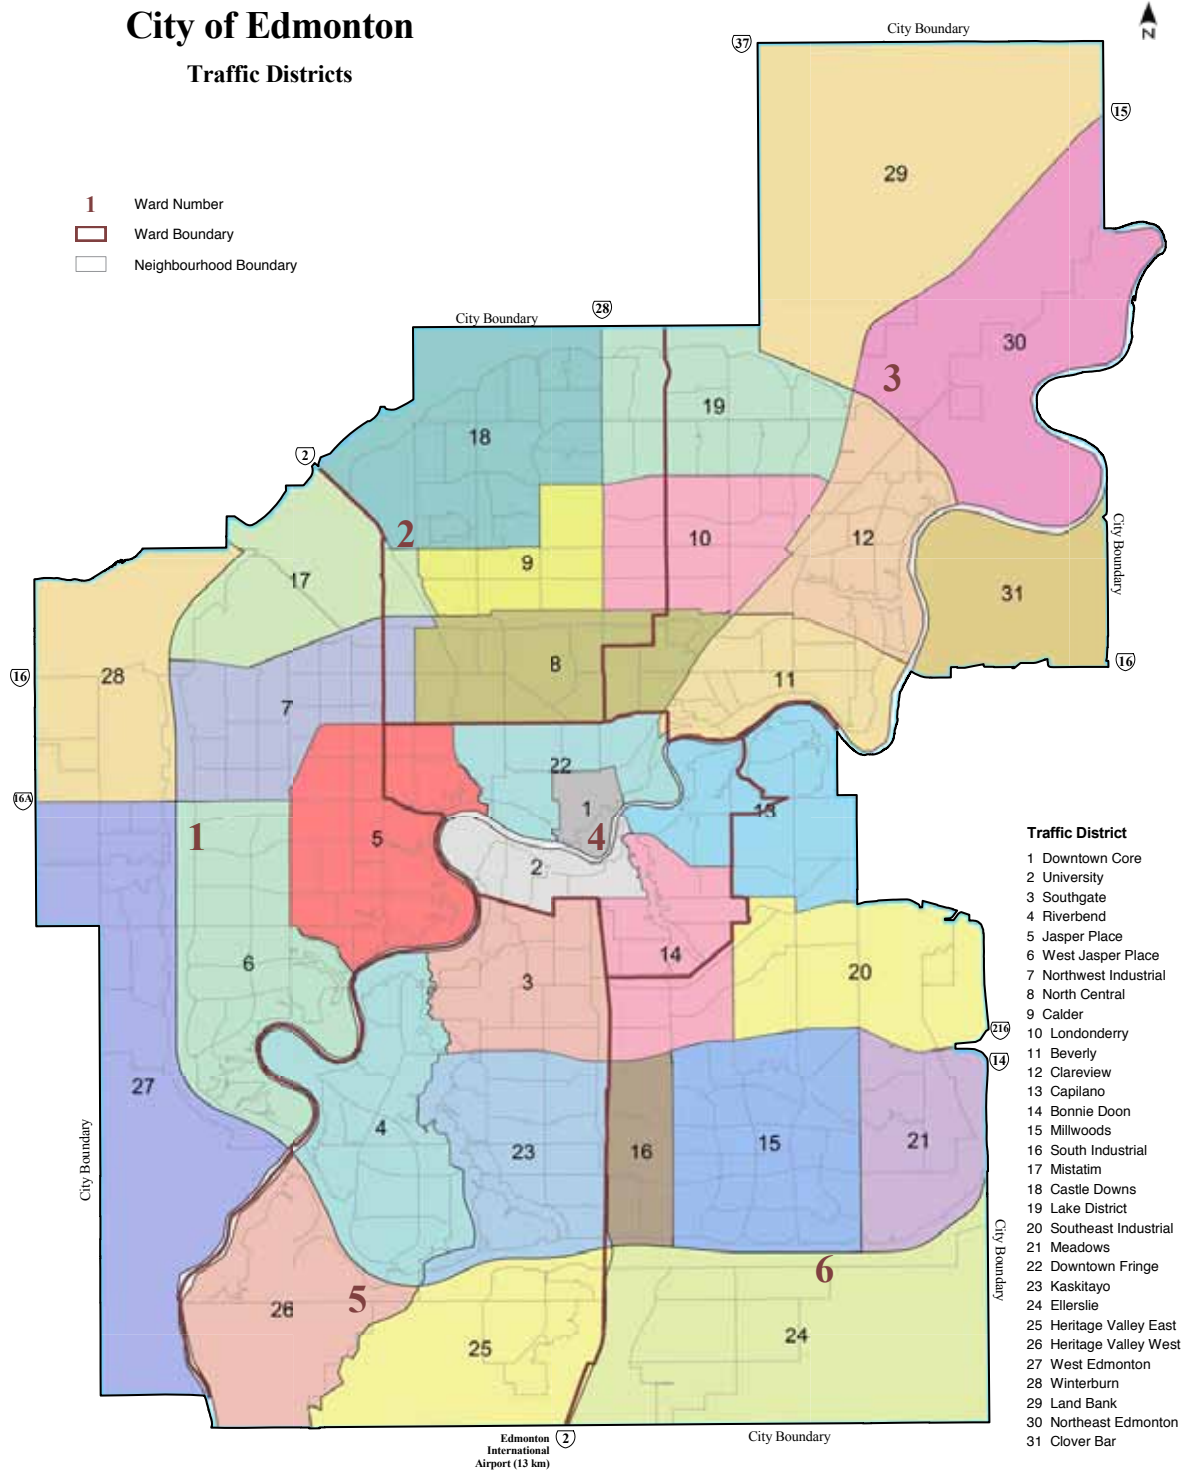 City of Edmonton
Traffic Districts
N
1 Ward Number
Ward Boundary
Neighbourhood Boundary
37
City Boundary
15
29
28
City Boundary
30
3
19
18
2
2
10
12
9
City Boundary
17
31
8
16
16
28
11
7
22
16A
1
13
1
5
4
2
14
6
3
20
216
14
27
4
23
16
15
21
City Boundary
City Boundary
6
5
26
25
24
2
City Boundary
Edmonton
International
Airport (13 km)
Traffic District
1 Downtown Core
2 University
3 Southgate
4 Riverbend
5 Jasper Place
6 West Jasper Place
7 Northwest Industrial
8 North Central
9 Calder
10 Londonderry
11 Beverly
12 Clareview
13 Capilano
14 Bonnie Doon
15 Millwoods
16 South Industrial
17 Mistatim
18 Castle Downs
19 Lake District
20 Southeast Industrial
21 Meadows
22 Downtown Fringe
23 Kaskitayo
24 Ellerslie
25 Heritage Valley East
26 Heritage Valley West
27 West Edmonton
28 Winterburn
29 Land Bank
30 Northeast Edmonton
31 Clover Bar